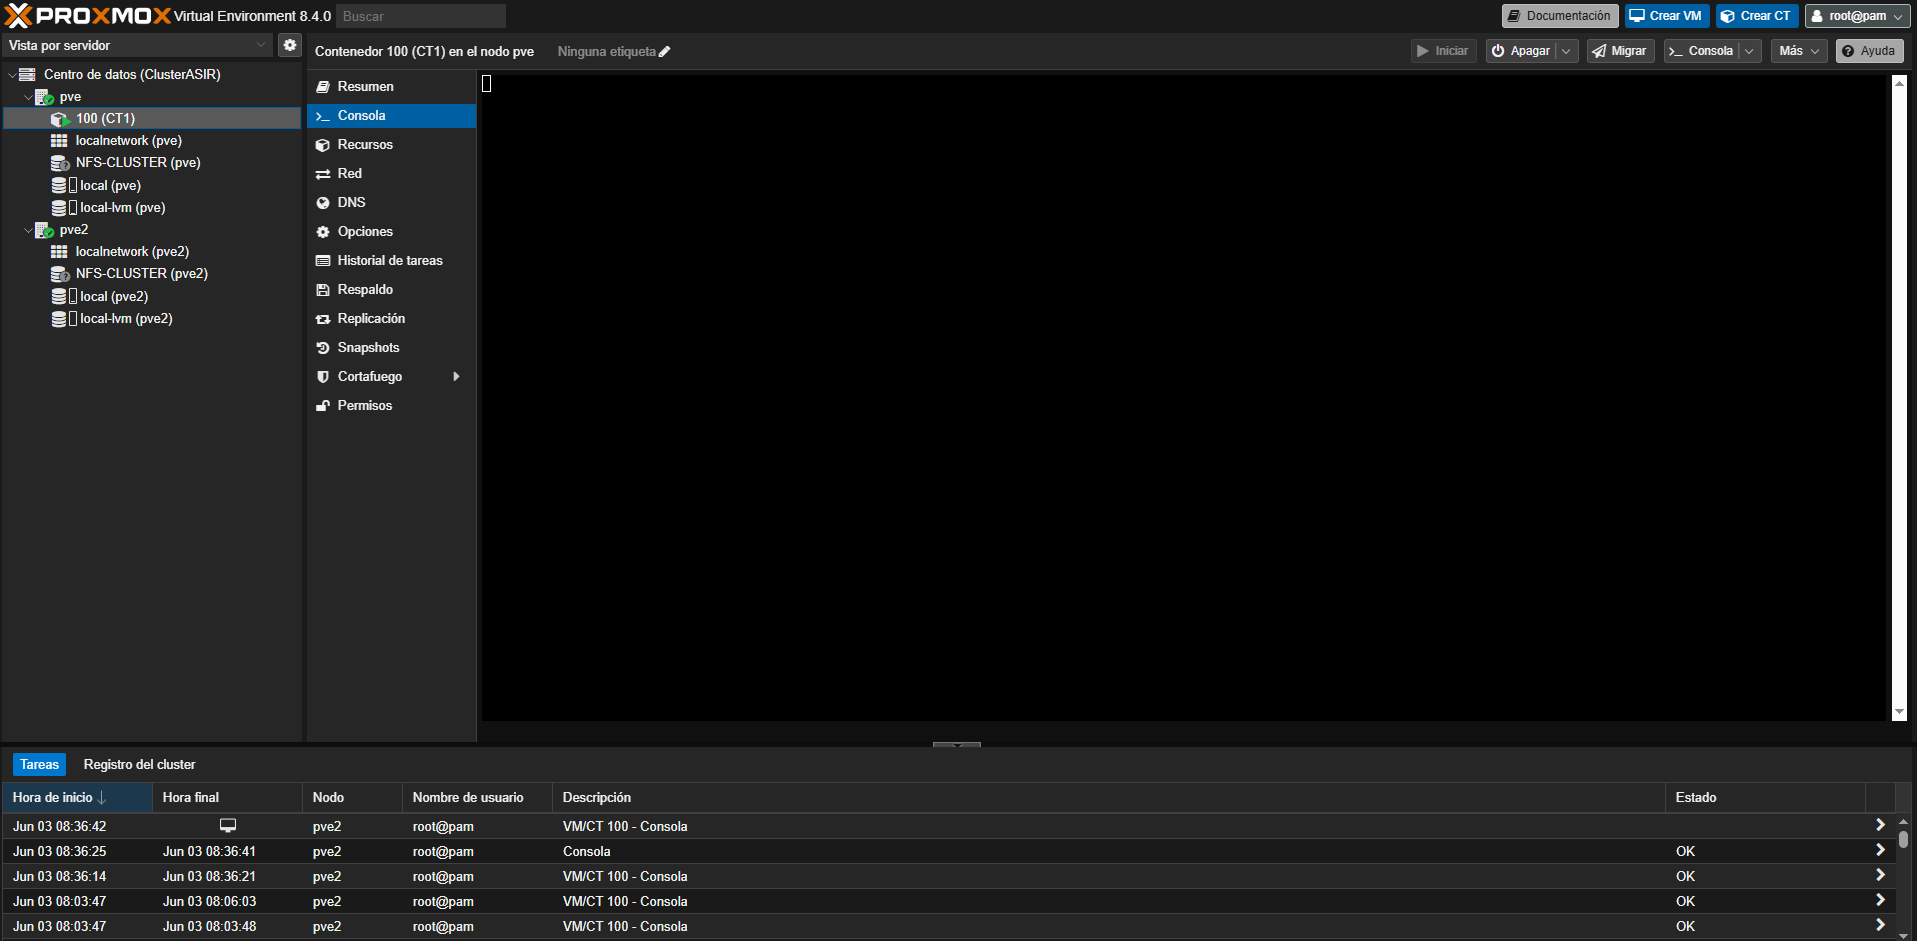 PROXMOX Virtual Environment 8.4.0 Buscar Documentación Crear VM Crear CT root@pam
Vista por servidor
Contenedor 100 (CT1) en el nodo pve Ninguna etiqueta Iniciar Apagar Migrar Consola Más Ayuda
Centro de datos (ClusterASIR)
pve
100 (CT1)
localnetwork (pve)
NFS-CLUSTER (pve)
local (pve)
local-lvm (pve)
pve2
localnetwork (pve2)
NFS-CLUSTER (pve2)
local (pve2)
local-lvm (pve2)
Resumen
Consola
Recursos
Red
DNS
Opciones
Historial de tareas
Respaldo
Replicación
Snapshots
Cortafuego
Permisos
Tareas Registro del cluster
Hora de inicio Hora final Nodo Nombre de usuario Descripción Estado
Jun 03 08:36:42 pve2 root@pam VM/CT 100 - Consola
Jun 03 08:36:25 Jun 03 08:36:41 pve2 root@pam Consola OK
Jun 03 08:36:14 Jun 03 08:36:21 pve2 root@pam VM/CT 100 - Consola OK
Jun 03 08:03:47 Jun 03 08:06:03 pve2 root@pam VM/CT 100 - Consola OK
Jun 03 08:03:47 Jun 03 08:03:48 pve2 root@pam VM/CT 100 - Consola OK